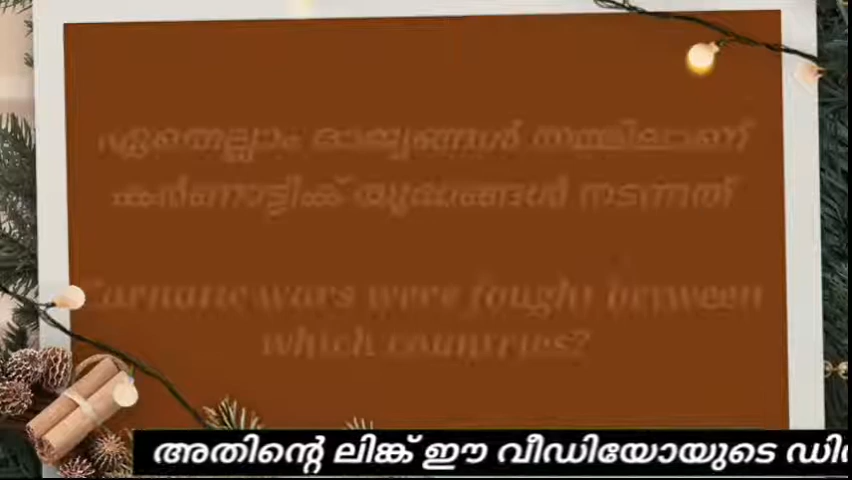 ഏതെല്ലാം രാജ്യങ്ങൾ തമ്മിലാണ്
കർണാട്ടിക് യുദ്ധങ്ങൾ നടന്നത്
Carnatic wars were fought between
which countries?
അതിന്റെ ലിങ്ക് ഈ വീഡിയോയുടെ